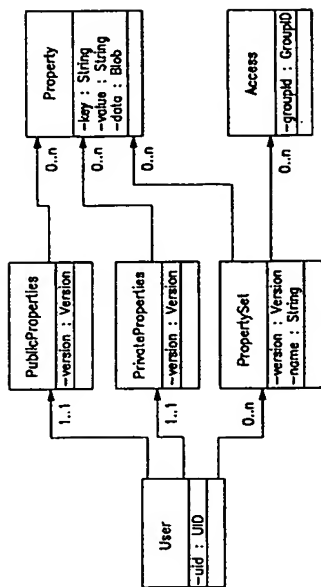 User
-uid : UID
1..1
1..1
0..n
PublicProperties
-version : Version
PrivateProperties
-version : Version
PropertySet
-version : Version
-name : String
0..n
0..n
0..n
0..n
Property
-key : String
-value : String
-data : Blob
Access
-groupId : GroupID